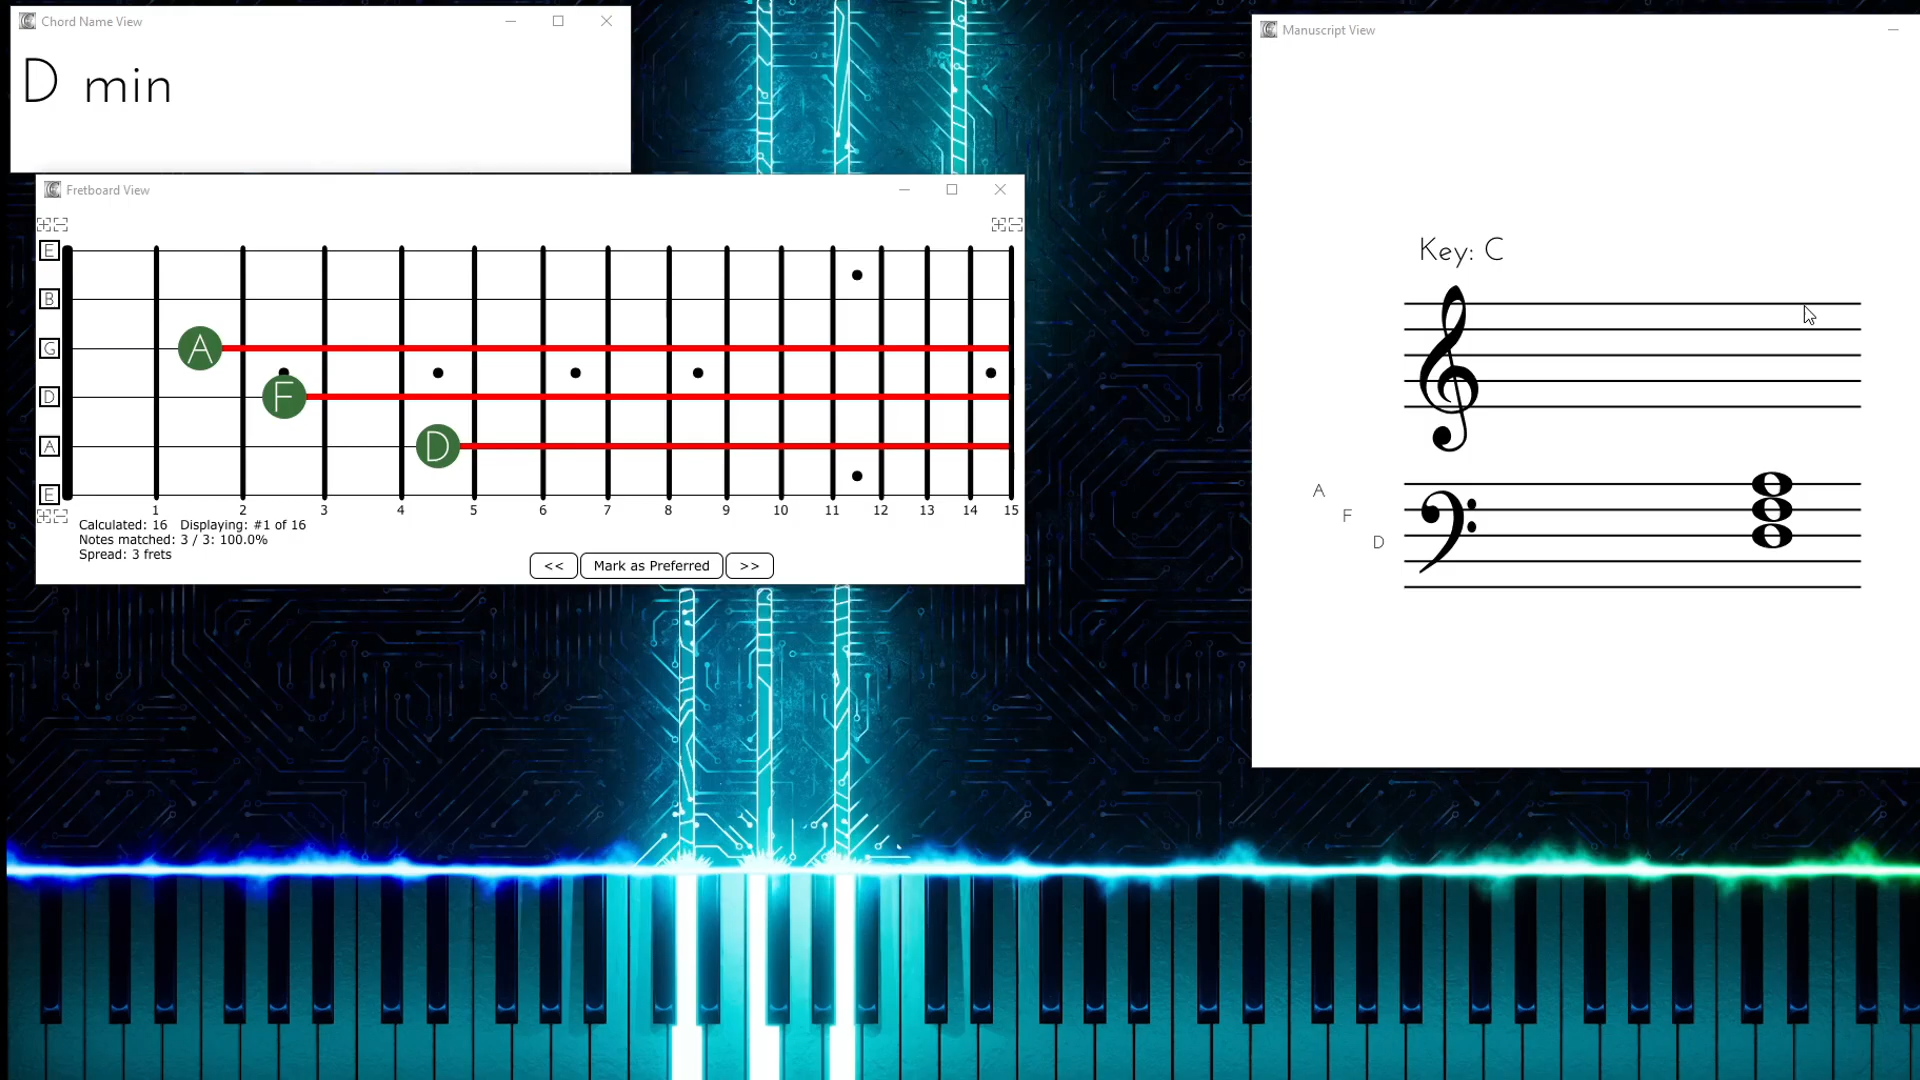 Chord Name View
D min
Fretboard View
E
B
G
D
A
E
A
F
D
1 2 3 4 5 6 7 8 9 10 11 12 13 14 15
Calculated: 16 Displaying: #1 of 16
Notes matched: 3 / 3: 100.0%
Spread: 3 frets
<< Mark as Preferred >>
Manuscript View
Key: C
A
F
D